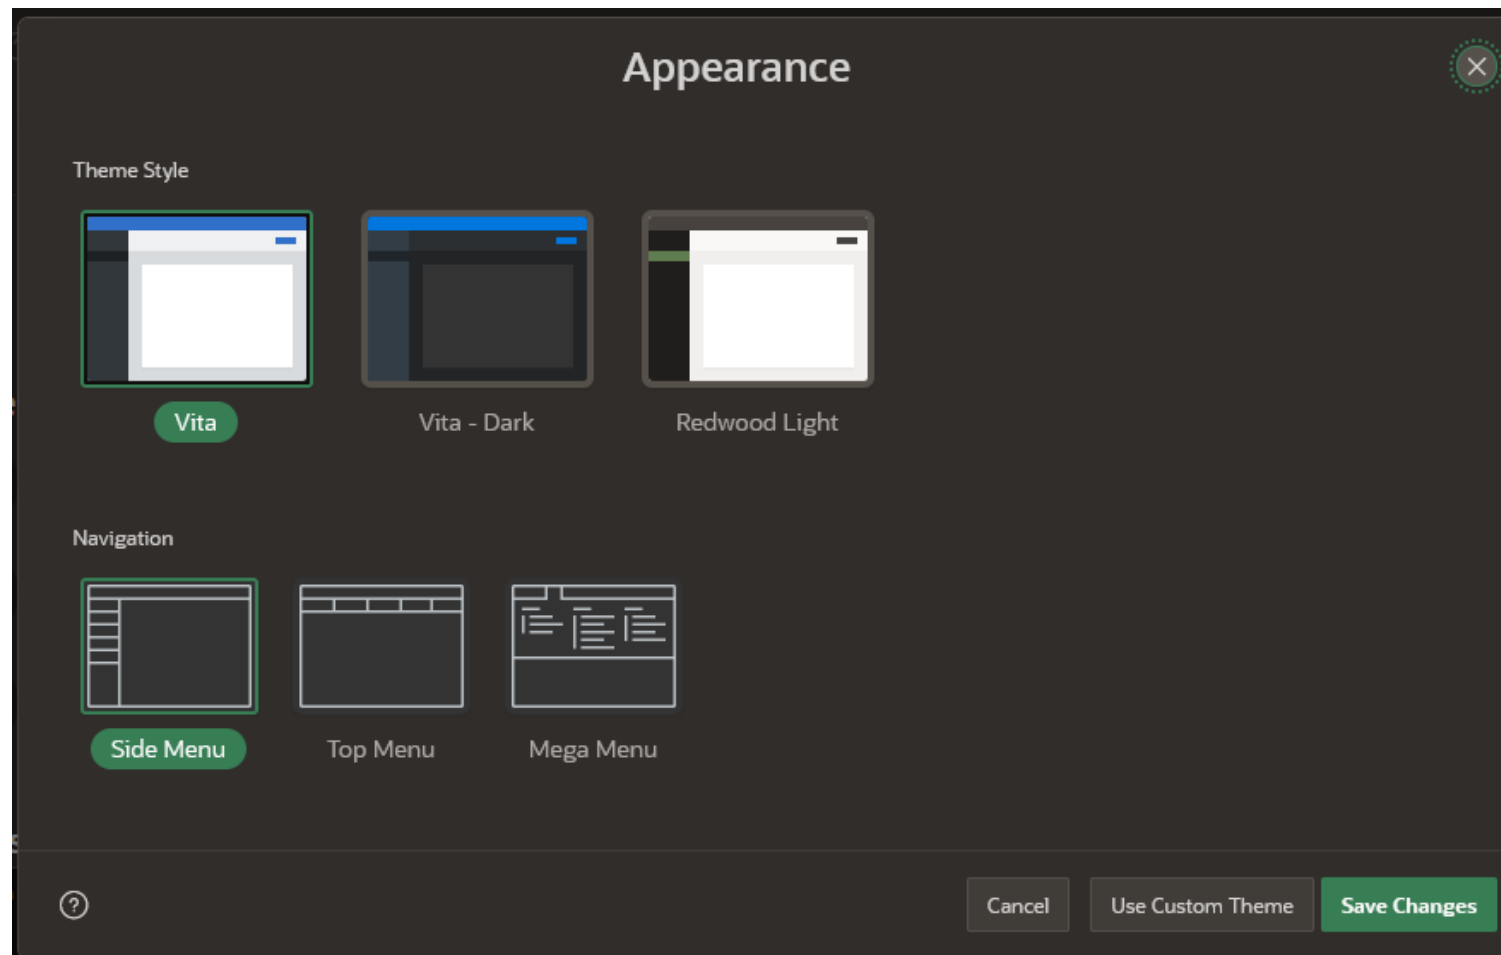 Appearance
Theme Style
Vita
Vita - Dark
Redwood Light
Navigation
Side Menu
Top Menu
Mega Menu
Cancel
Use Custom Theme
Save Changes